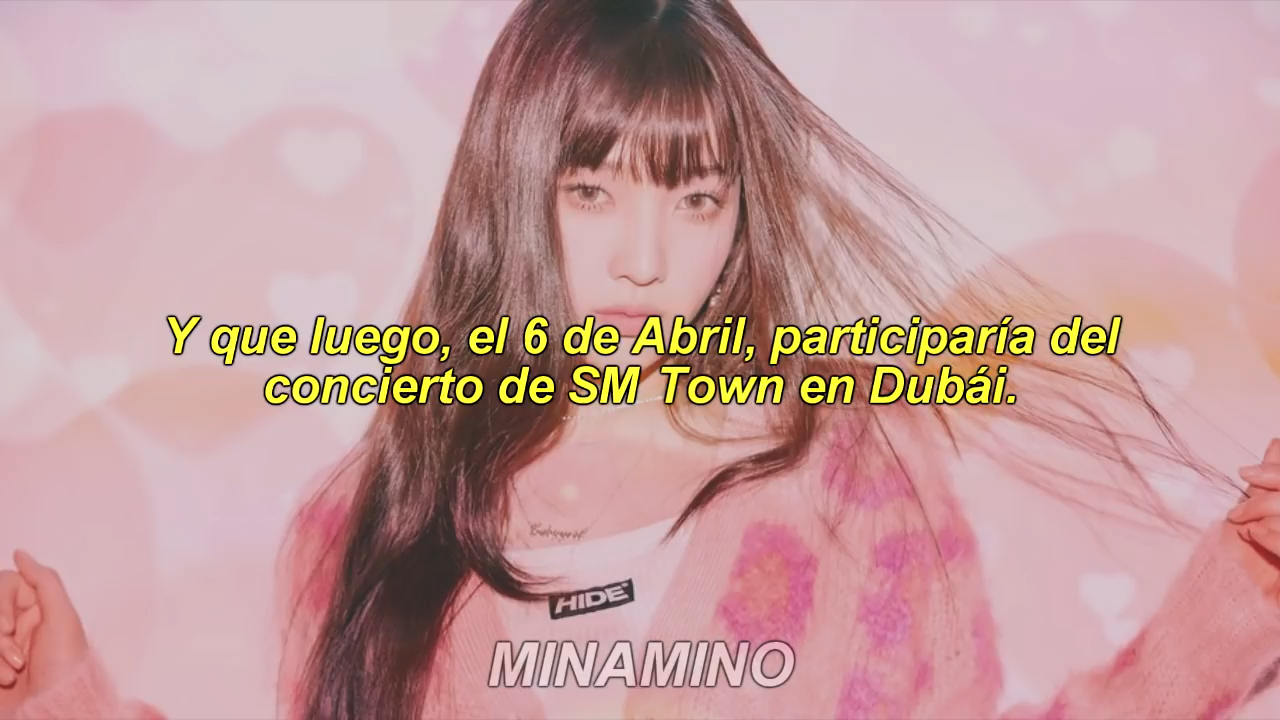 Y que luego, el 6 de Abril, participaría del
concierto de SM Town en Dubái.
HIDE
MINAMINO